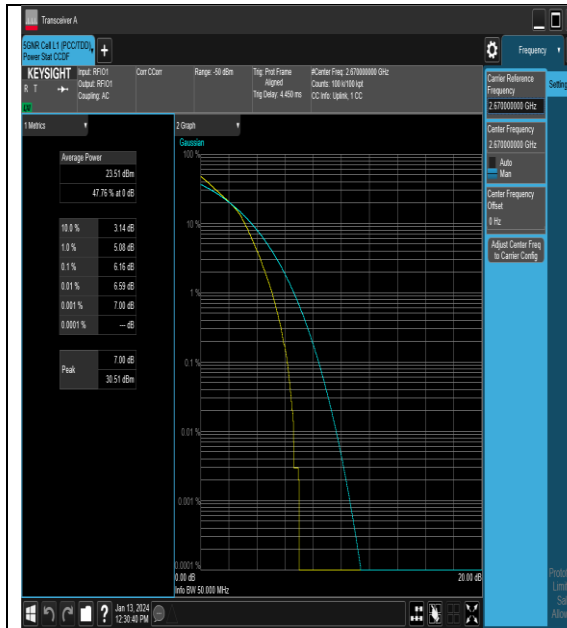 Transceiver A
5GNR Cell L1 (PCC/TDD)
Power Stat CCDF
Frequency
KEYSIGHT
R T
Input: RFIO1
Output: RFIO1
Coupling: AC
Corr CCorr
Range: -50 dBm
Trig: Prot Frame
Aligned
Trig Delay: 4.450 ms
#Center Freq: 2.670000000 GHz
Counts: 100 k/100 kpt
CC Info: Uplink, 1 CC
Carrier Reference
Frequency
2.670000000 GHz
Setting
Center Frequency
2.670000000 GHz
Auto
Man
Center Frequency
Offset
0 Hz
Adjust Center Freq
to Carrier Config
1 Metrics
Average Power
23.51 dBm
47.76 % at 0 dB
10.0 % 3.14 dB
1.0 % 5.08 dB
0.1 % 6.16 dB
0.01 % 6.59 dB
0.001 % 7.00 dB
0.0001 % --- dB
Peak
7.00 dB
30.51 dBm
2 Graph
Gaussian
100 %
10 %
1 %
0.1 %
0.01 %
0.001 %
0.0001 %
0.00 dB
20.00 dB
Info BW 50.000 MHz
Jan 13, 2024
12:30:40 PM
?